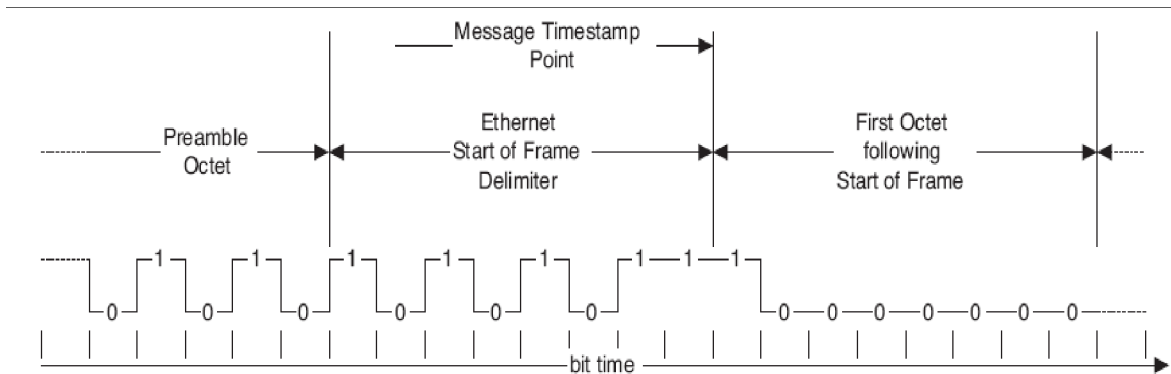 Message Timestamp
Point
Preamble
Octet
Ethernet
Start of Frame
Delimiter
First Octet
following
Start of Frame
0 1 0 1 0 1 0 1 0 1 0 1 1 1 0 0 0 0 0 0 0
bit time